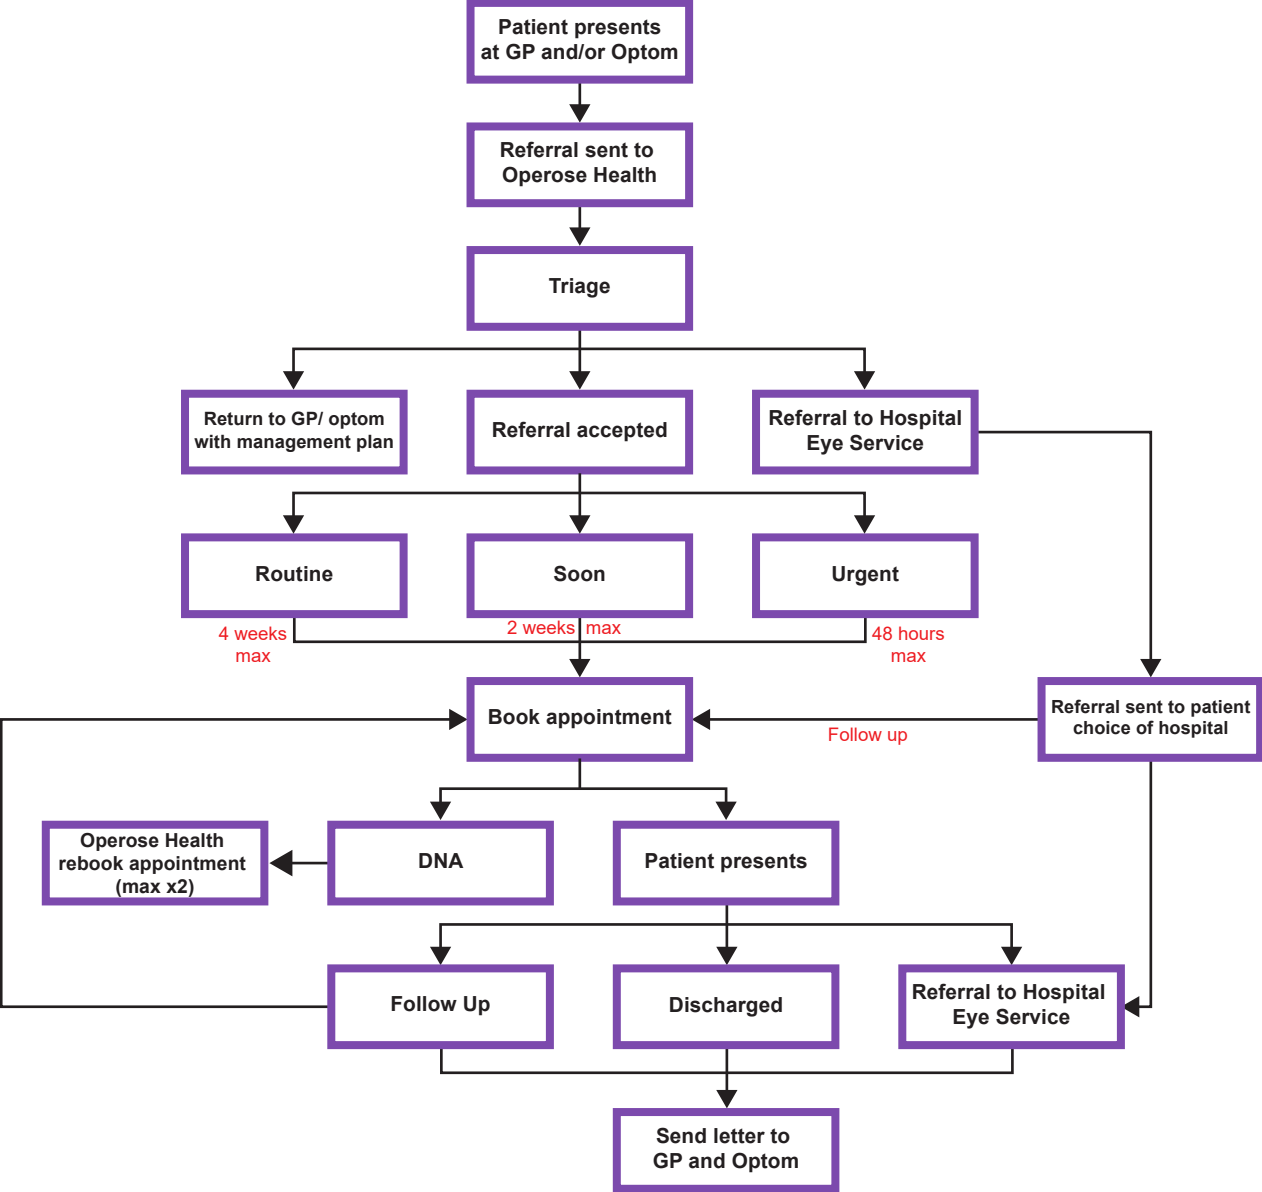 Patient presents
at GP and/or Optom
Referral sent to
Operose Health
Triage
Return to GP/ optom
with management plan
Referral accepted
Referral to Hospital
Eye Service
Routine
Soon
Urgent
4 weeks
max
2 weeks max
48 hours
max
Book appointment
Follow up
Referral sent to patient
choice of hospital
Operose Health
rebook appointment
(max x2)
DNA
Patient presents
Follow Up
Discharged
Referral to Hospital
Eye Service
Send letter to
GP and Optom